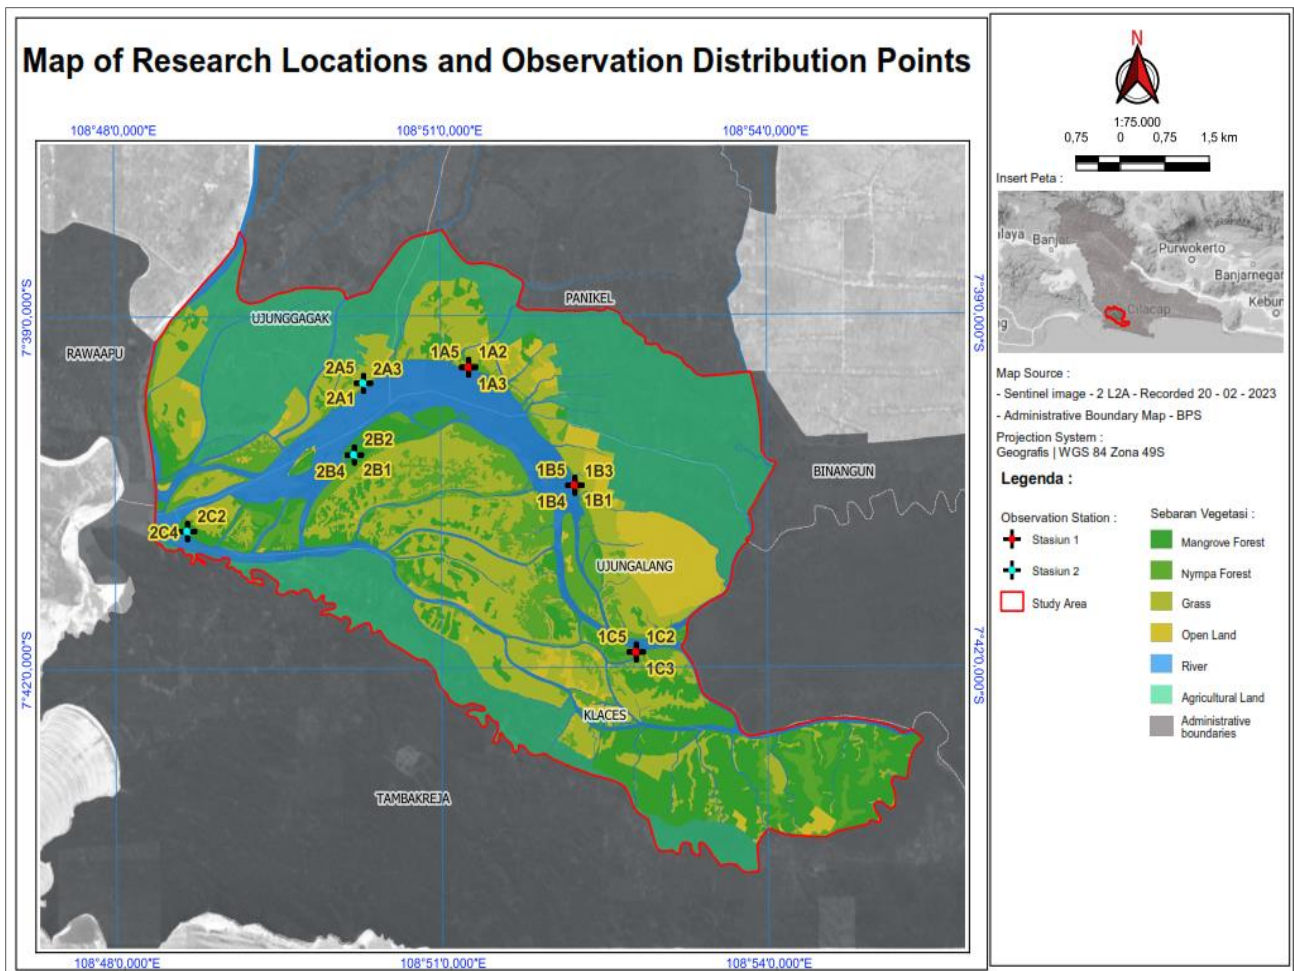 Map of Research Locations and Observation Distribution Points
108°48'0,000"E
108°51'0,000"E
108°54'0,000"E
7°39'0,000"S
7°42'0,000"S
7°39'0,000"S
7°42'0,000"S
108°48'0,000"E
108°51'0,000"E
108°54'0,000"E
PANIKEL
UJUNGGAGAK
RAWAAPU
2A5
2A3
2A1
1A5
1A2
1A3
2B2
2B4
2B1
1B5
1B3
1B4
1B1
BINANGUN
2C2
2C4
UJUNGALANG
1C5
1C2
1C3
KLACES
TAMBAKREJA
N
1:75.000
0,75 0 0,75 1,5 km
Insert Peta :
alaya
Banjar
Purwokerto
Banjarnegar
Cilacap
Kebun
ng
Map Source :
- Sentinel image - 2 L2A - Recorded 20 - 02 - 2023
- Administrative Boundary Map - BPS
Projection System :
Geografis | WGS 84 Zona 49S
Legenda :
Observation Station :
Stasiun 1
Stasiun 2
Study Area
Sebaran Vegetasi :
Mangrove Forest
Nympa Forest
Grass
Open Land
River
Agricultural Land
Administrative
boundaries